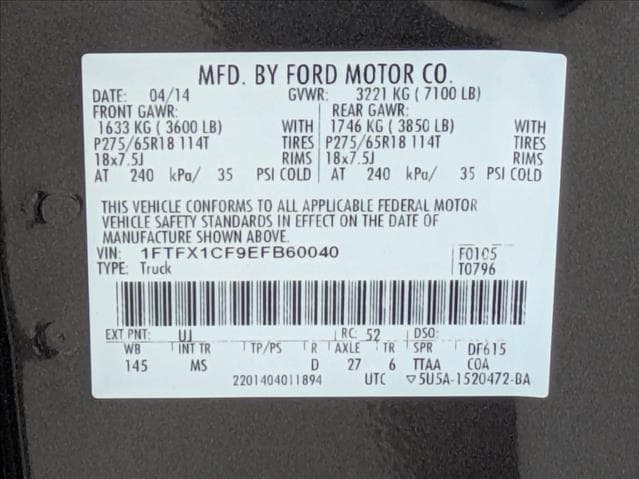 MFD. BY FORD MOTOR CO.
DATE: 04/14 GVWR: 3221 KG ( 7100 LB)
FRONT GAWR: REAR GAWR:
1633 KG ( 3600 LB) WITH 1746 KG ( 3850 LB) WITH
P275/65R18 114T TIRES P275/65R18 114T TIRES
18x7.5J RIMS 18x7.5J RIMS
AT 240 kPa/ 35 PSI COLD AT 240 kPa/ 35 PSI COLD
THIS VEHICLE CONFORMS TO ALL APPLICABLE FEDERAL MOTOR
VEHICLE SAFETY STANDARDS IN EFFECT ON THE DATE OF
MANUFACTURE SHOWN ABOVE.
VIN: 1FTFX1CF9EFB60040 F0105
TYPE: Truck T0796
EXT PNT: UJ RC: 52 DSO:
WB INT TR TP/PS R AXLE TR SPR DF615
145 MS D 27 6 TTAA COA
2201404011894 UTC ▽5U5A-1520472-BA